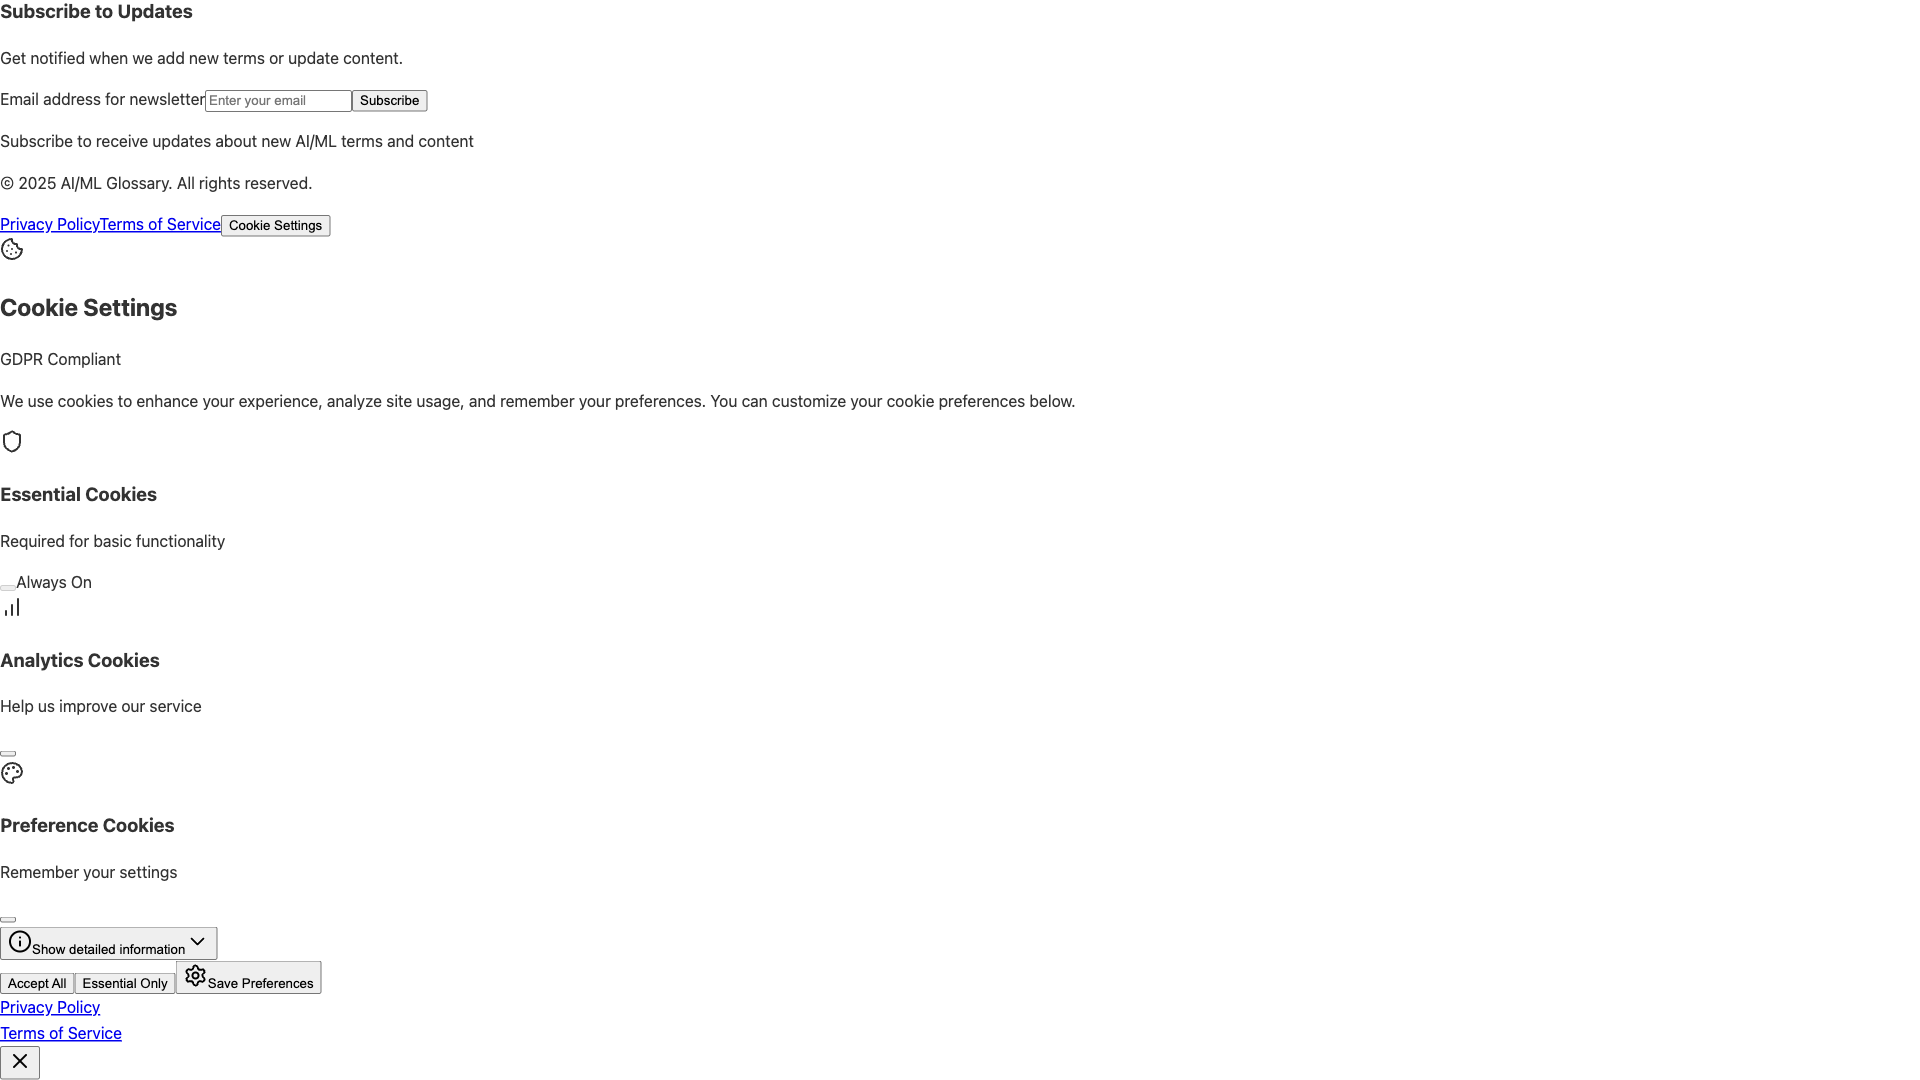 Subscribe to Updates
Get notified when we add new terms or update content.
Email address for newsletter Enter your email Subscribe
Subscribe to receive updates about new AI/ML terms and content
© 2025 AI/ML Glossary. All rights reserved.
Privacy PolicyTerms of Service Cookie Settings
Cookie Settings
GDPR Compliant
We use cookies to enhance your experience, analyze site usage, and remember your preferences. You can customize your cookie preferences below.
Essential Cookies
Required for basic functionality
Always On
Analytics Cookies
Help us improve our service
Preference Cookies
Remember your settings
Show detailed information
Accept All Essential Only Save Preferences
Privacy Policy
Terms of Service